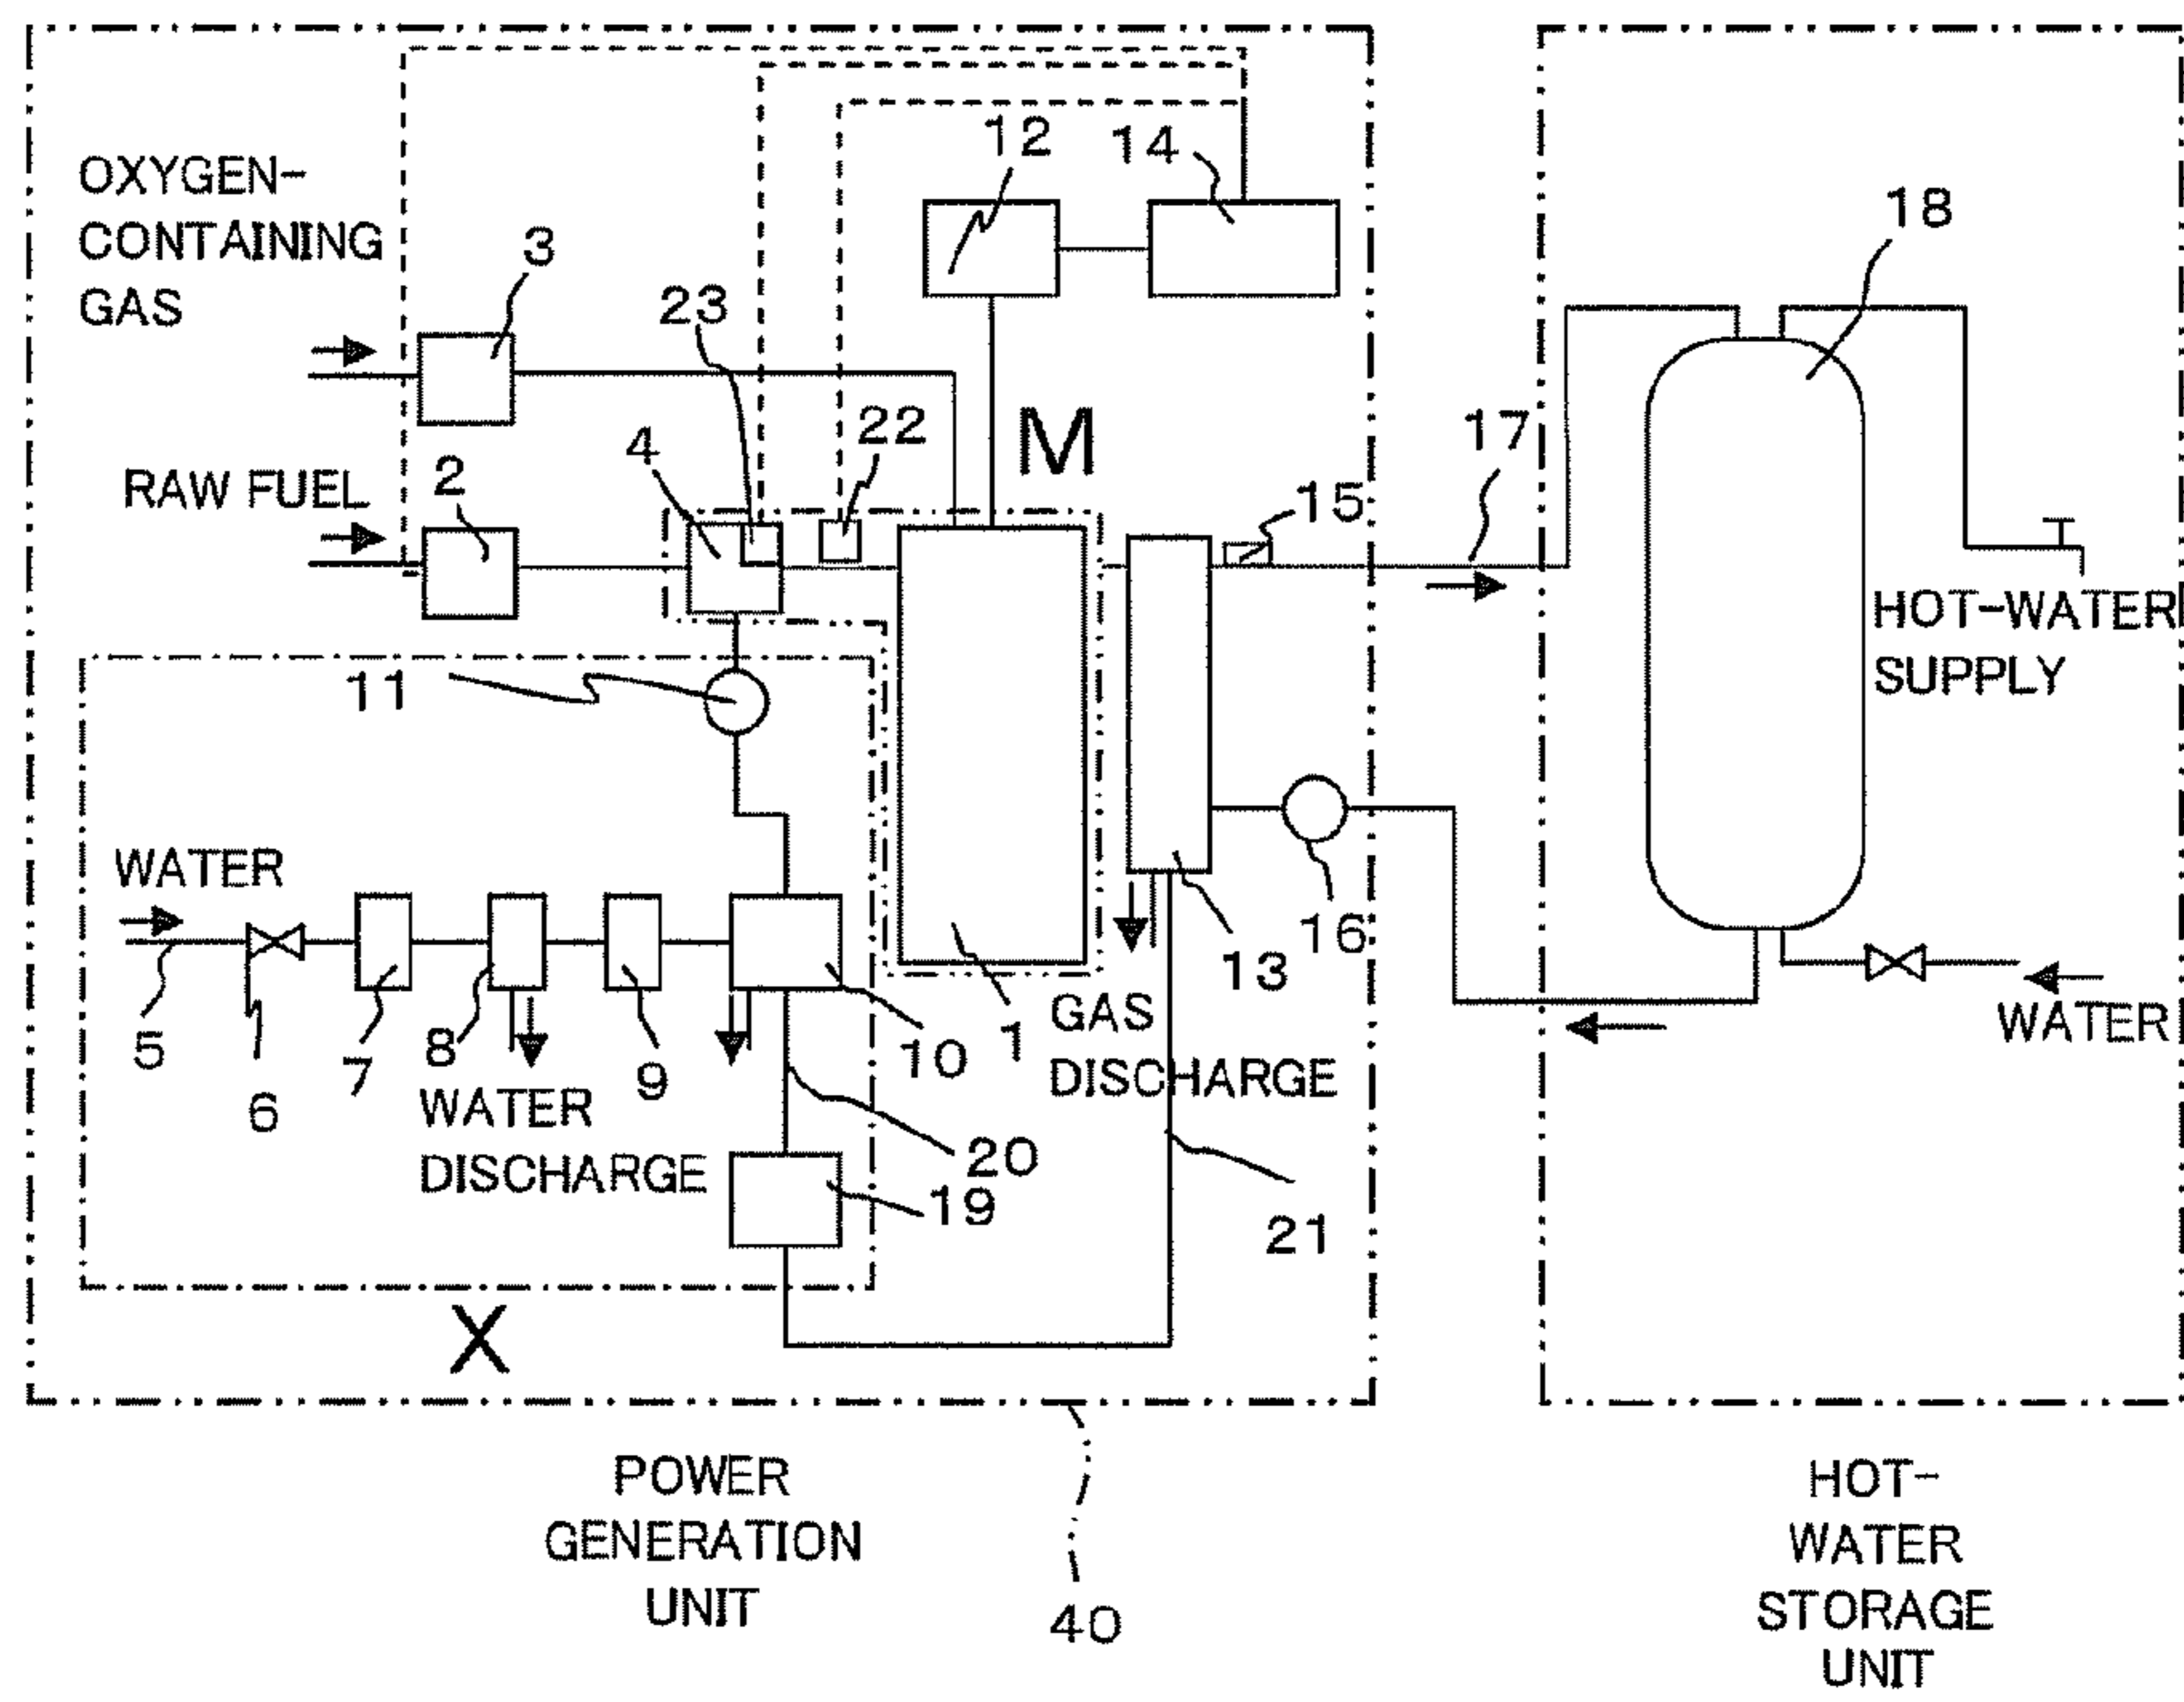 12
14
OXYGEN-
CONTAINING
GAS
3
23
18
RAW FUEL
2
4
22
M
15
17
HOT-WATER
SUPPLY
11
WATER
5
6
7
8
9
10
1
13
16
WATER
WATER
DISCHARGE
GAS
DISCHARGE
20
19
21
X
POWER
GENERATION
UNIT
40
HOT-
WATER
STORAGE
UNIT